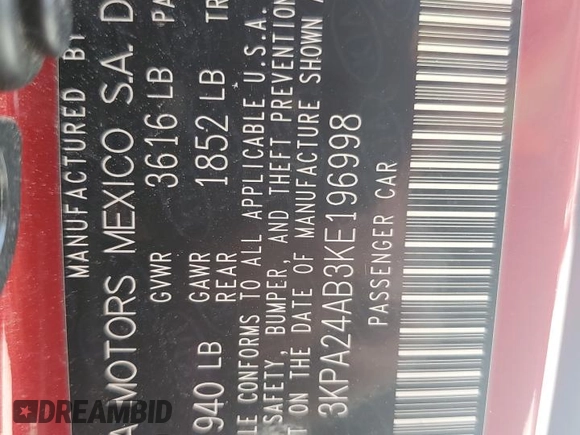 MANUFACTURED BY
A MOTORS MEXICO S.A. D
GVWR 3616 LB
GAWR
940 LB REAR 1852 LB
LE CONFORMS TO ALL APPLICABLE U.S.A.
SAFETY, BUMPER, AND THEFT PREVENTION
T ON THE DATE OF MANUFACTURE SHOWN A
3KPA24AB3KE196998
PASSENGER CAR
DREAMBID